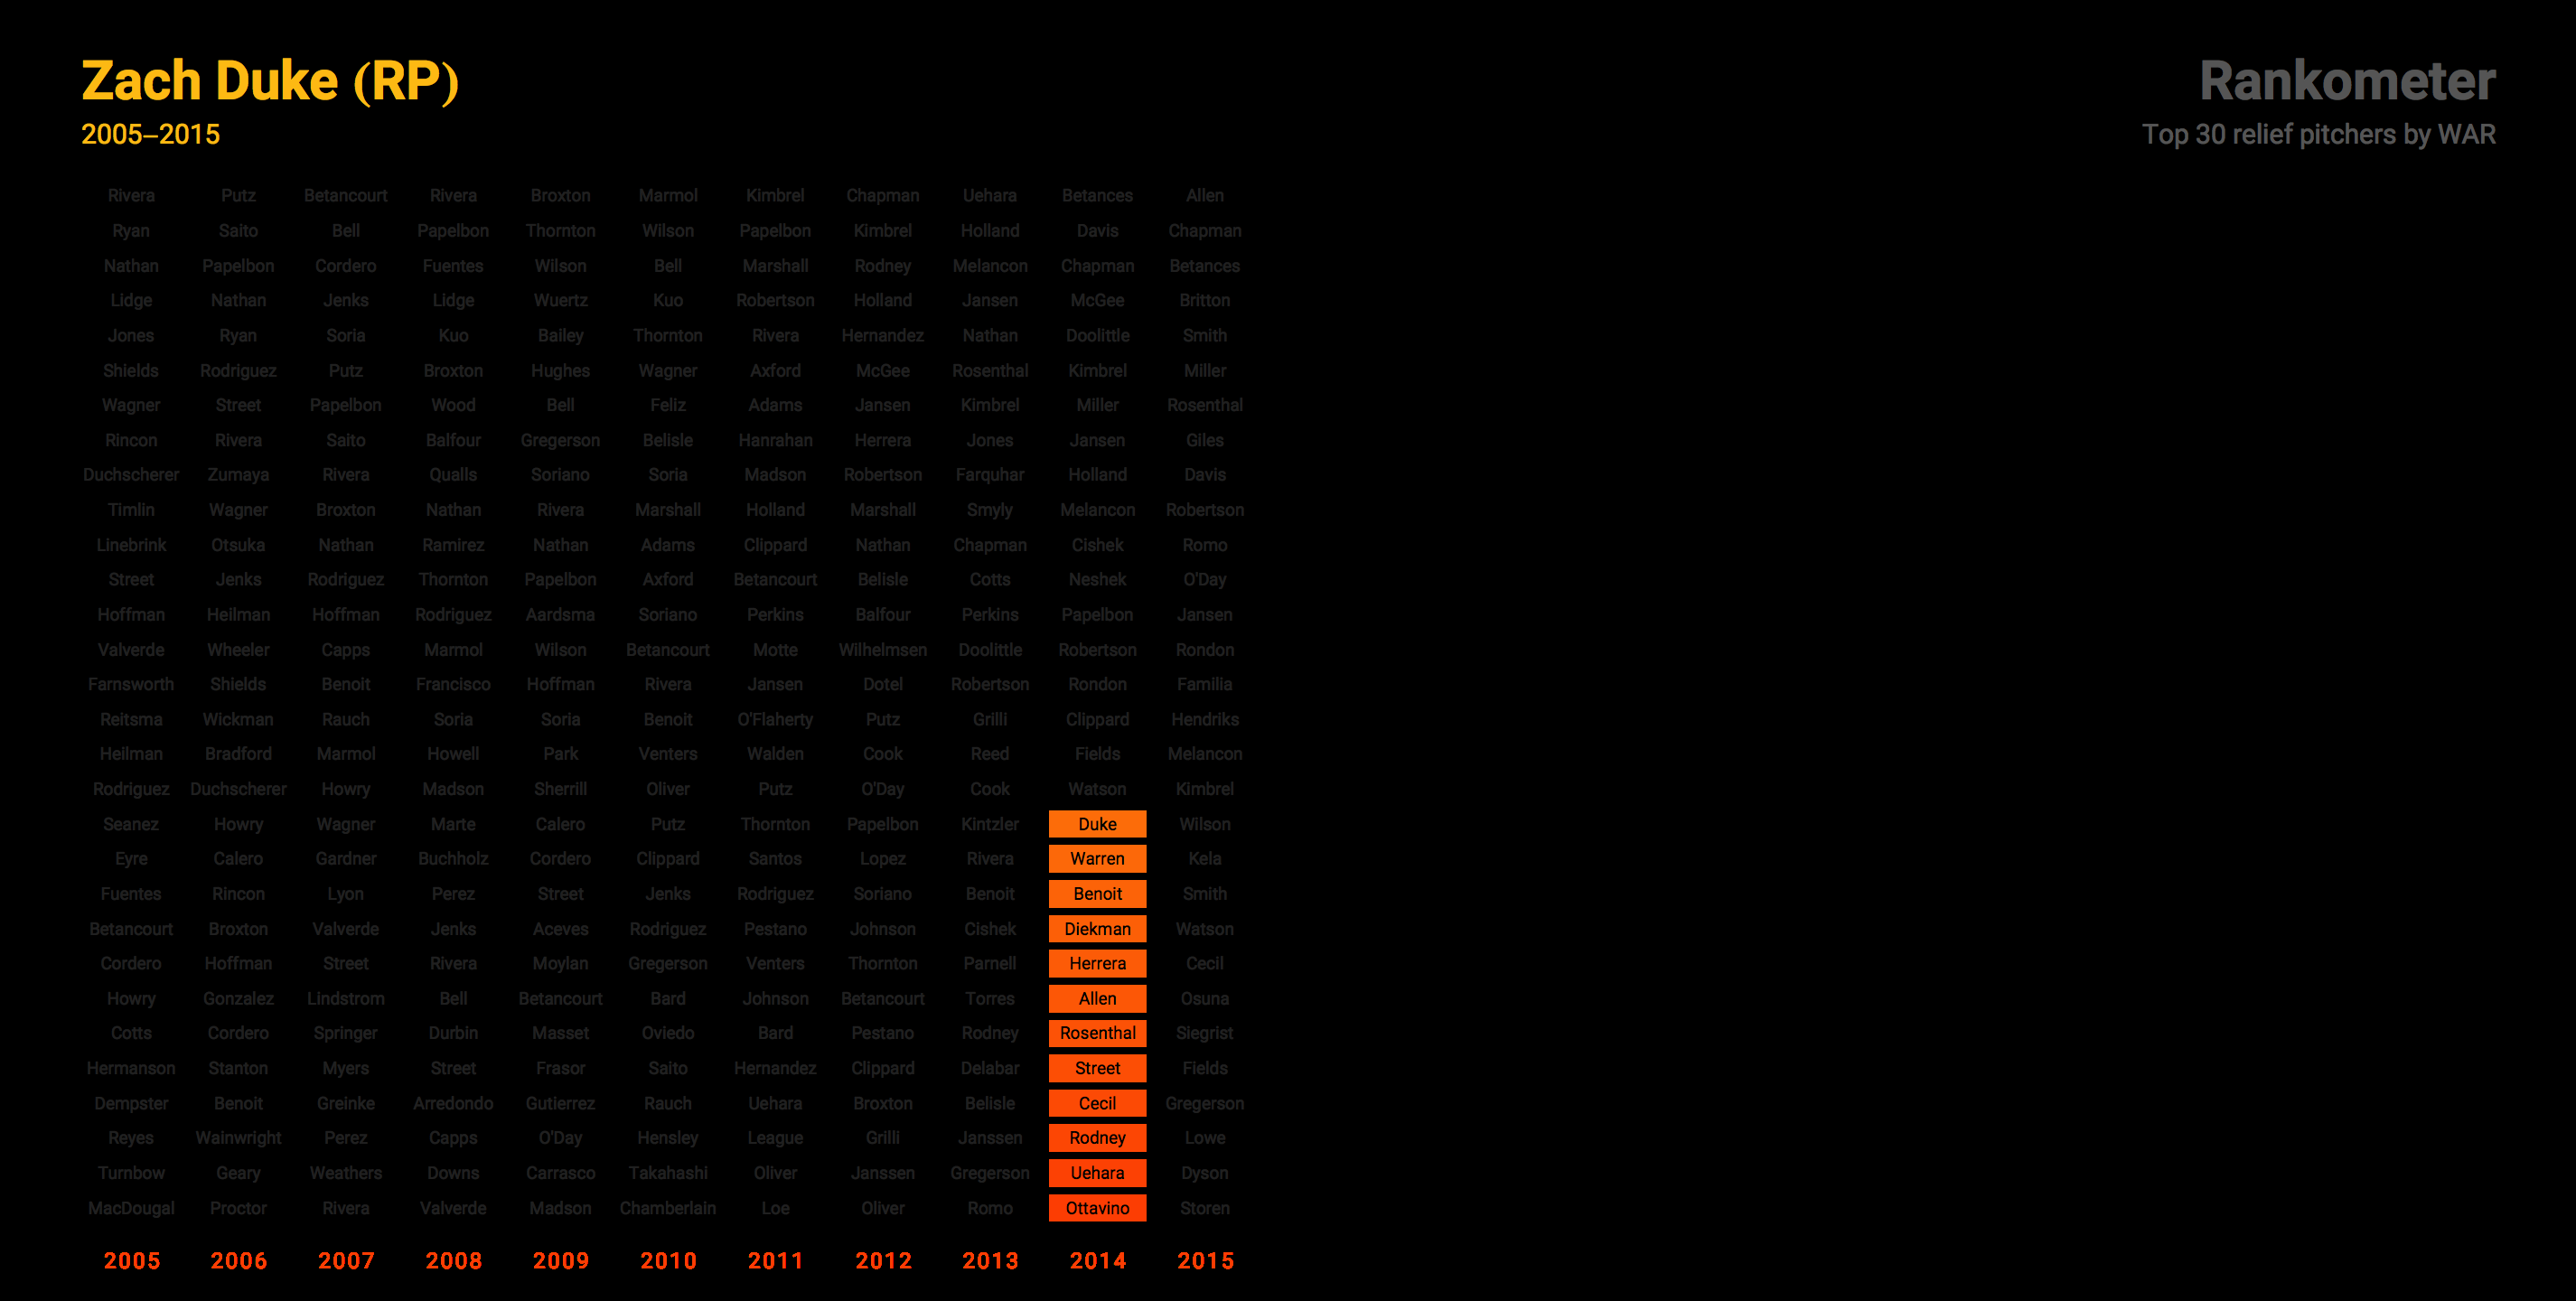 Zach Duke (RP)
2005–2015
Rankometer
Top 30 relief pitchers by WAR
Rivera Putz Betancourt Rivera Broxton Marmol Kimbrel Chapman Uehara Betances Allen
Ryan Saito Bell Papelbon Thornton Wilson Papelbon Kimbrel Holland Davis Chapman
Nathan Papelbon Cordero Fuentes Wilson Bell Marshall Rodney Melancon Chapman Betances
Lidge Nathan Jenks Lidge Wuertz Kuo Robertson Holland Jansen McGee Britton
Jones Ryan Soria Kuo Bailey Thornton Rivera Hernandez Nathan Doolittle Smith
Shields Rodriguez Putz Broxton Hughes Wagner Axford McGee Rosenthal Kimbrel Miller
Wagner Street Papelbon Wood Bell Feliz Adams Jansen Kimbrel Miller Rosenthal
Rincon Rivera Saito Balfour Gregerson Belisle Hanrahan Herrera Jones Jansen Giles
Duchscherer Zumaya Rivera Qualls Soriano Soria Madson Robertson Farquhar Holland Davis
Timlin Wagner Broxton Nathan Rivera Marshall Holland Marshall Smyly Melancon Robertson
Linebrink Otsuka Nathan Ramirez Nathan Adams Clippard Nathan Chapman Cishek Romo
Street Jenks Rodriguez Thornton Papelbon Axford Betancourt Belisle Cotts Neshek O'Day
Hoffman Heilman Hoffman Rodriguez Aardsma Soriano Perkins Balfour Perkins Papelbon Jansen
Valverde Wheeler Capps Marmol Wilson Betancourt Motte Wilhelmsen Doolittle Robertson Rondon
Farnsworth Shields Benoit Francisco Hoffman Rivera Jansen Dotel Robertson Rondon Familia
Reitsma Wickman Rauch Soria Soria Benoit O'Flaherty Putz Grilli Clippard Hendriks
Heilman Bradford Marmol Howell Park Venters Walden Cook Reed Fields Melancon
Rodriguez Duchscherer Howry Madson Sherrill Oliver Putz O'Day Cook Watson Kimbrel
Seanez Howry Wagner Marte Calero Putz Thornton Papelbon Kintzler Duke Wilson
Eyre Calero Gardner Buchholz Cordero Clippard Santos Lopez Rivera Warren Kela
Fuentes Rincon Lyon Perez Street Jenks Rodriguez Soriano Benoit Benoit Smith
Betancourt Broxton Valverde Jenks Aceves Rodriguez Pestano Johnson Cishek Diekman Watson
Cordero Hoffman Street Rivera Moylan Gregerson Venters Thornton Parnell Herrera Cecil
Howry Gonzalez Lindstrom Bell Betancourt Bard Johnson Betancourt Torres Allen Osuna
Cotts Cordero Springer Durbin Masset Oviedo Bard Pestano Rodney Rosenthal Siegrist
Hermanson Stanton Myers Street Frasor Saito Hernandez Clippard Delabar Street Fields
Dempster Benoit Greinke Arredondo Gutierrez Rauch Uehara Broxton Belisle Cecil Gregerson
Reyes Wainwright Perez Capps O'Day Hensley League Grilli Janssen Rodney Lowe
Turnbow Geary Weathers Downs Carrasco Takahashi Oliver Janssen Gregerson Uehara Dyson
MacDougal Proctor Rivera Valverde Madson Chamberlain Loe Oliver Romo Ottavino Storen
2005 2006 2007 2008 2009 2010 2011 2012 2013 2014 2015